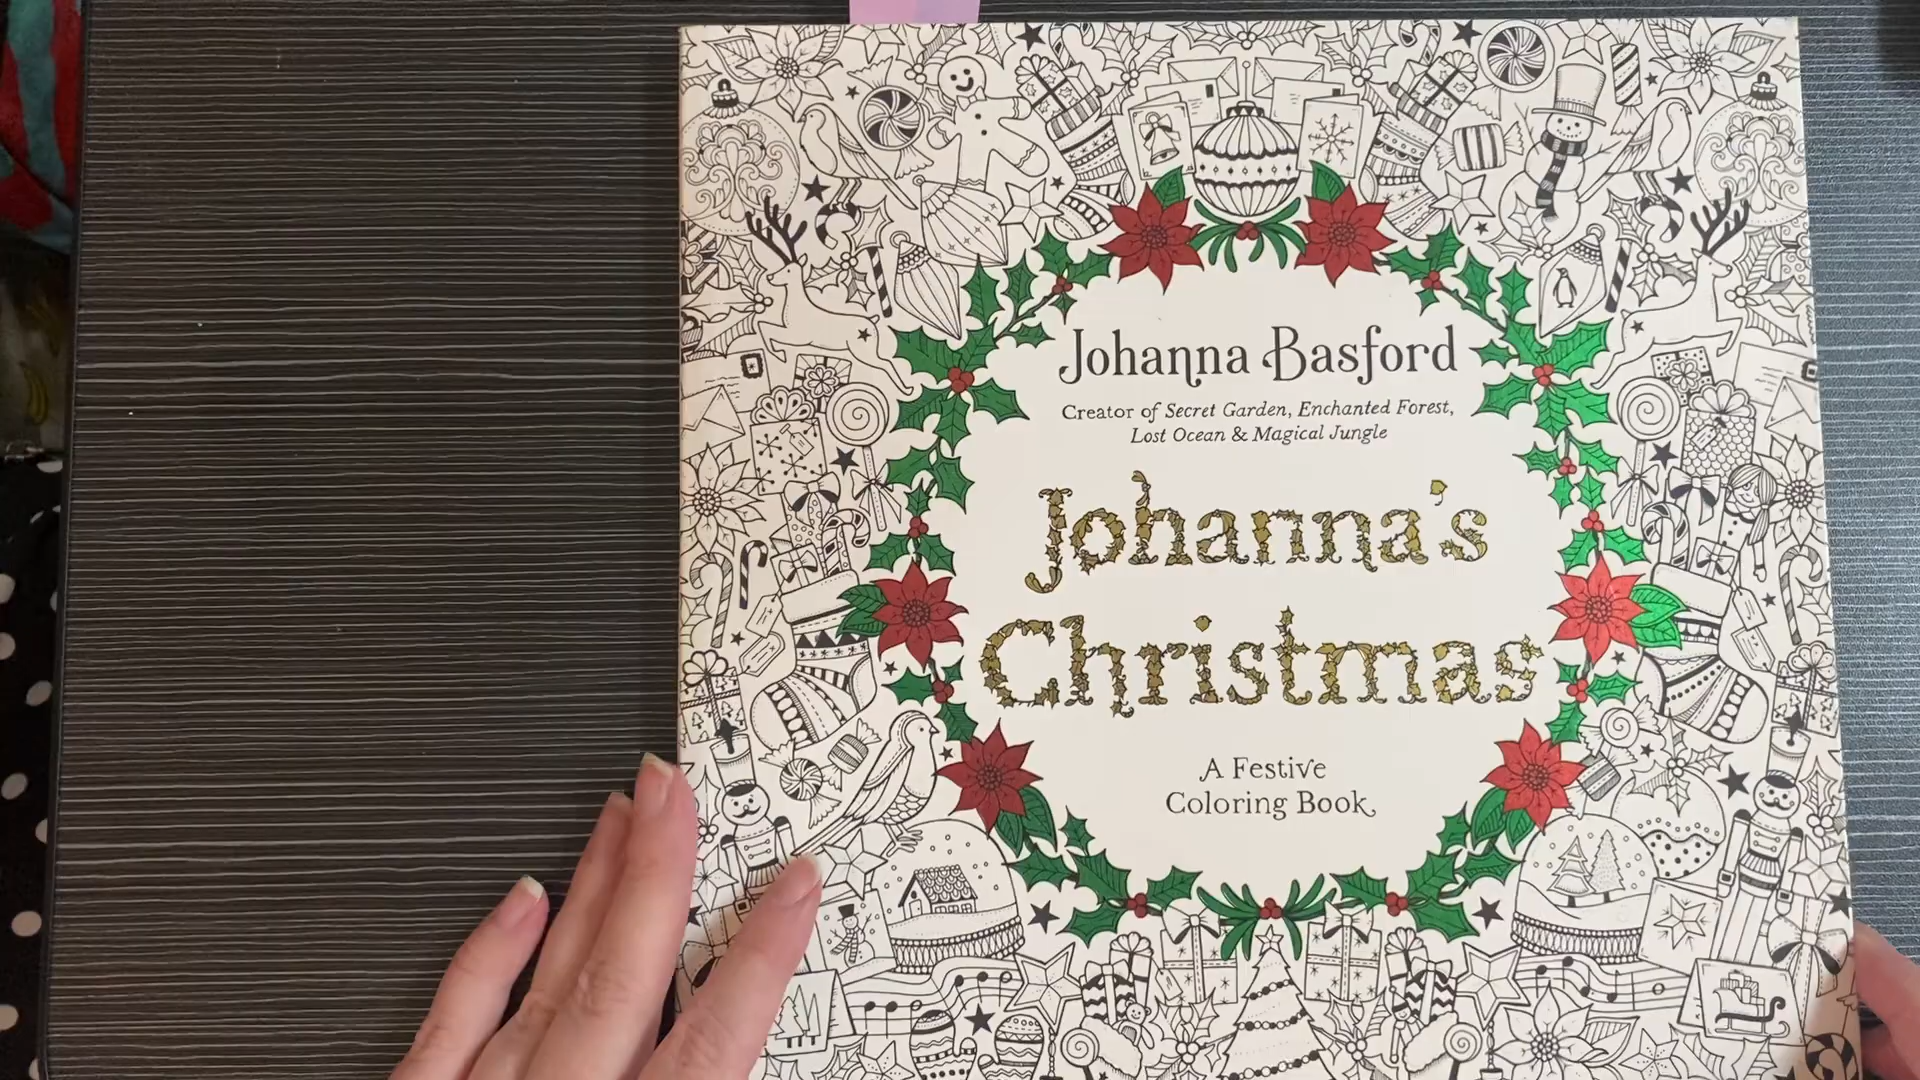 Johanna Basford
Creator of Secret Garden, Enchanted Forest,
Lost Ocean & Magical Jungle
Johanna's
Christmas
A Festive
Coloring Book